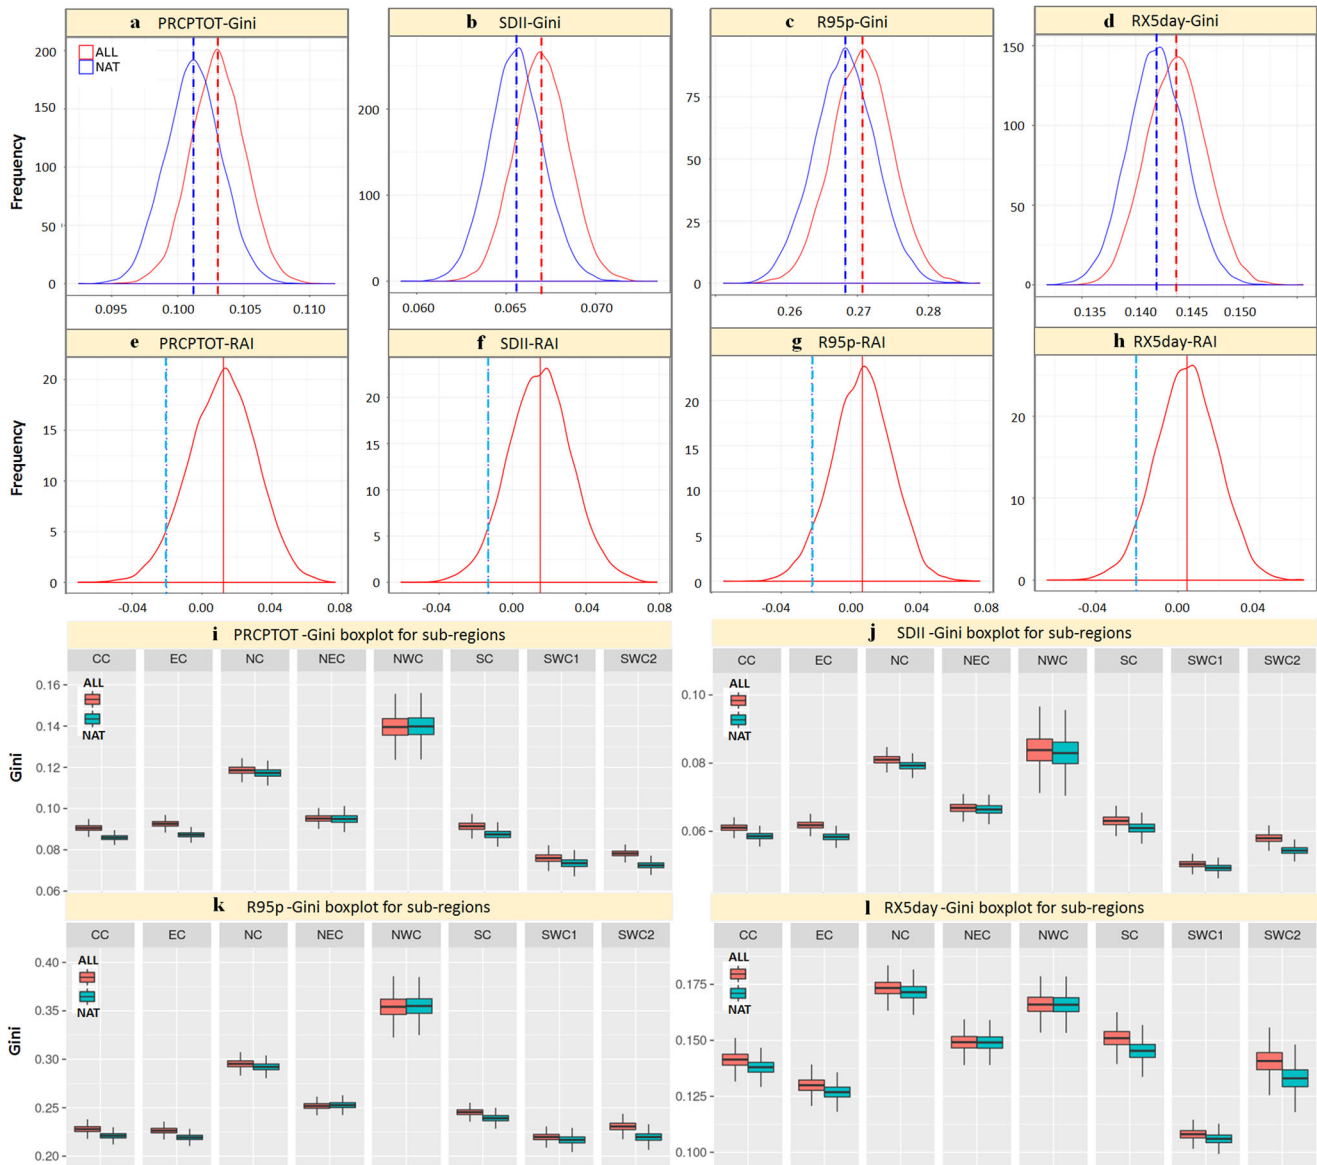 a PRCPTOT-Gini
b SDII-Gini
c R95p-Gini
d RX5day-Gini
ALL
NAT
Frequency
200
150
100
50
0
0.095 0.100 0.105 0.110
200
100
0
0.060 0.065 0.070
75
50
25
0
0.26 0.27 0.28
150
100
50
0
0.135 0.140 0.145 0.150
e PRCPTOT-RAI
f SDII-RAI
g R95p-RAI
h RX5day-RAI
Frequency
20
15
10
5
0
-0.04 0.00 0.04 0.08
20
15
10
5
0
-0.04 0.00 0.04 0.08
20
15
10
5
0
-0.04 0.00 0.04
20
10
0
-0.04 0.00 0.04
i PRCPTOT -Gini boxplot for sub-regions
CC EC NC NEC NWC SC SWC1 SWC2
ALL
NAT
Gini
0.16
0.14
0.12
0.10
0.08
0.06
j SDII -Gini boxplot for sub-regions
CC EC NC NEC NWC SC SWC1 SWC2
ALL
NAT
0.10
0.08
0.06
k R95p -Gini boxplot for sub-regions
CC EC NC NEC NWC SC SWC1 SWC2
ALL
NAT
Gini
0.40
0.35
0.30
0.25
0.20
l RX5day -Gini boxplot for sub-regions
CC EC NC NEC NWC SC SWC1 SWC2
ALL
NAT
0.175
0.150
0.125
0.100